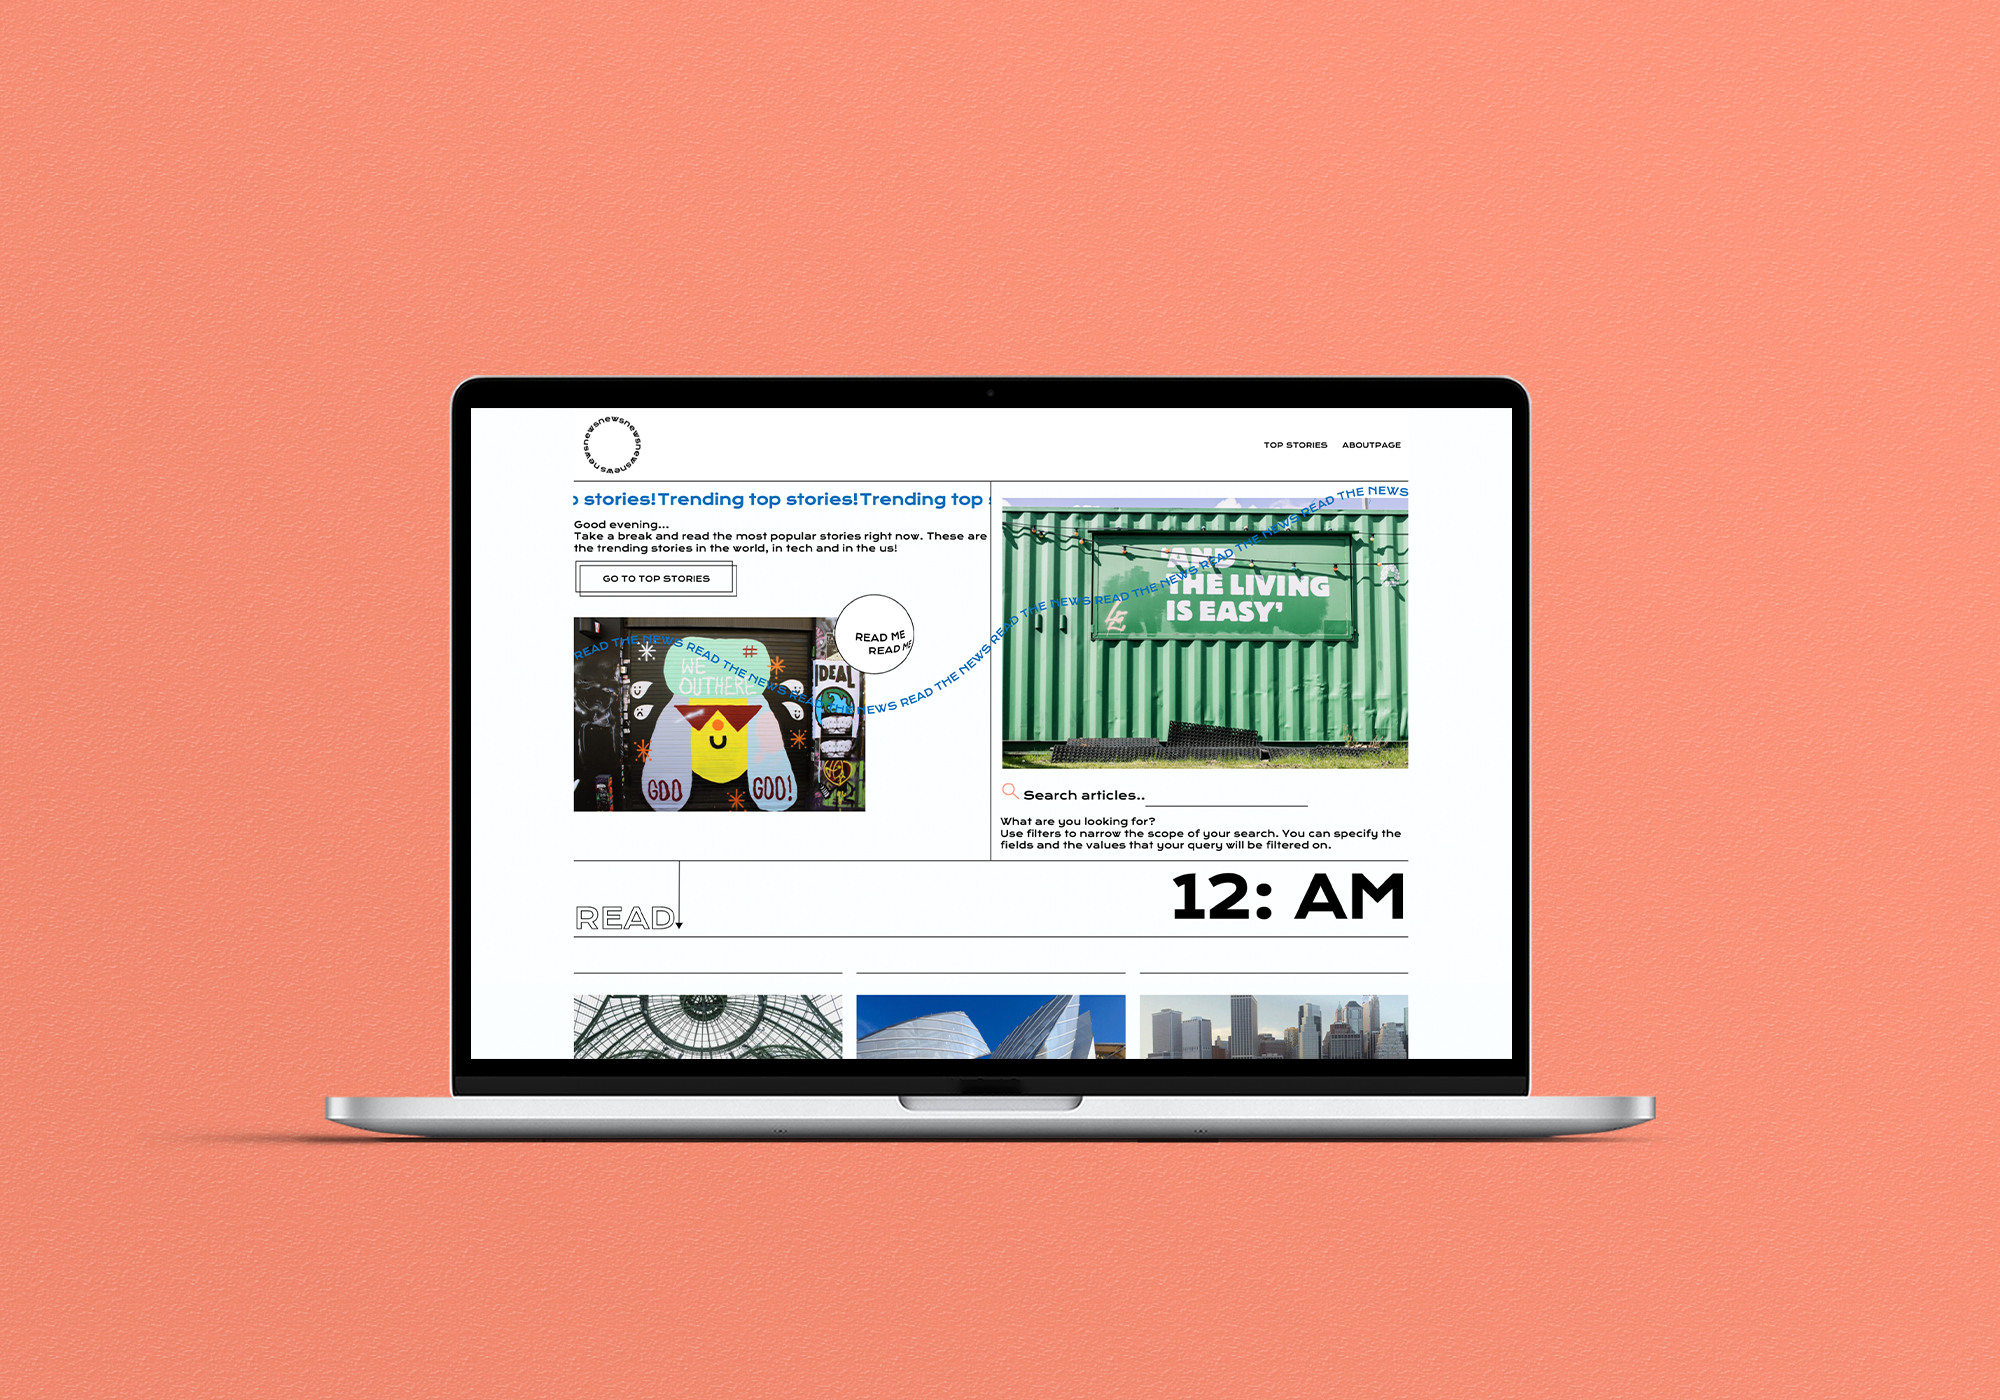 newsnewsnewsnewsnewsnews
TOP STORIES ABOUTPAGE
stories!Trending top stories!Trending top
Good evening...
Take a break and read the most popular stories right now. These are
the trending stories in the world, in tech and in the us!
GO TO TOP STORIES
READ ME
READ ME
READ THE NEWS READ THE NEWS READ THE NEWS READ THE NEWS READ THE NEWS READ THE NEWS READ THE NEWS READ THE NEWS READ THE NEWS
WE
OUTHERE
#
GOO GOO!
IDEAL
'AND
THE LIVING
IS EASY'
LE
Search articles..
What are you looking for?
Use filters to narrow the scope of your search. You can specify the
fields and the values that your query will be filtered on.
READ
12: AM